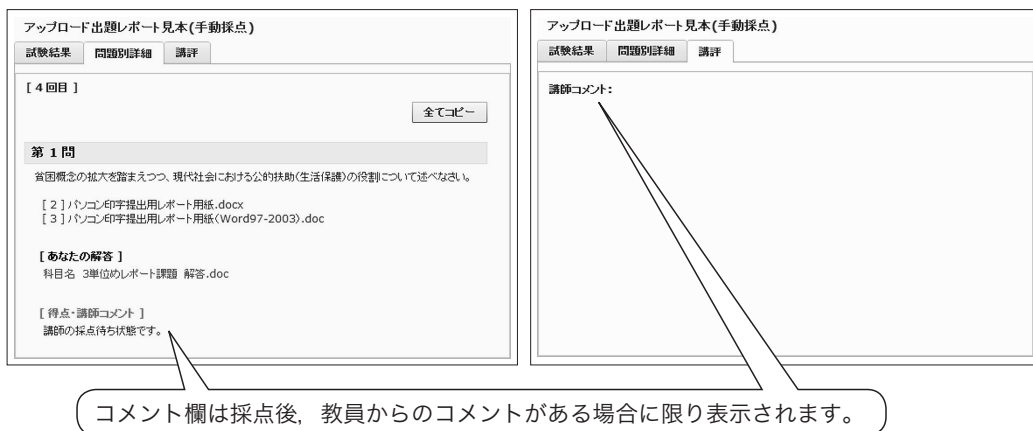 アップロード出題レポート見本(手動採点)
試験結果 問題別詳細 講評
[ 4 回目 ]
全てコピー
第 1 問
貧困概念の拡大を踏まえつつ、現代社会における公的扶助(生活保護)の役割について述べなさい。
[ 2 ] パソコン印字提出用レポート用紙.docx
[ 3 ] パソコン印字提出用レポート用紙(Word97-2003).doc
[ あなたの解答 ]
科目名 3単位めレポート課題 解答.doc
[ 得点・講師コメント ]
講師の採点待ち状態です。
アップロード出題レポート見本(手動採点)
試験結果 問題別詳細 講評
講師コメント:
コメント欄は採点後，教員からのコメントがある場合に限り表示されます。